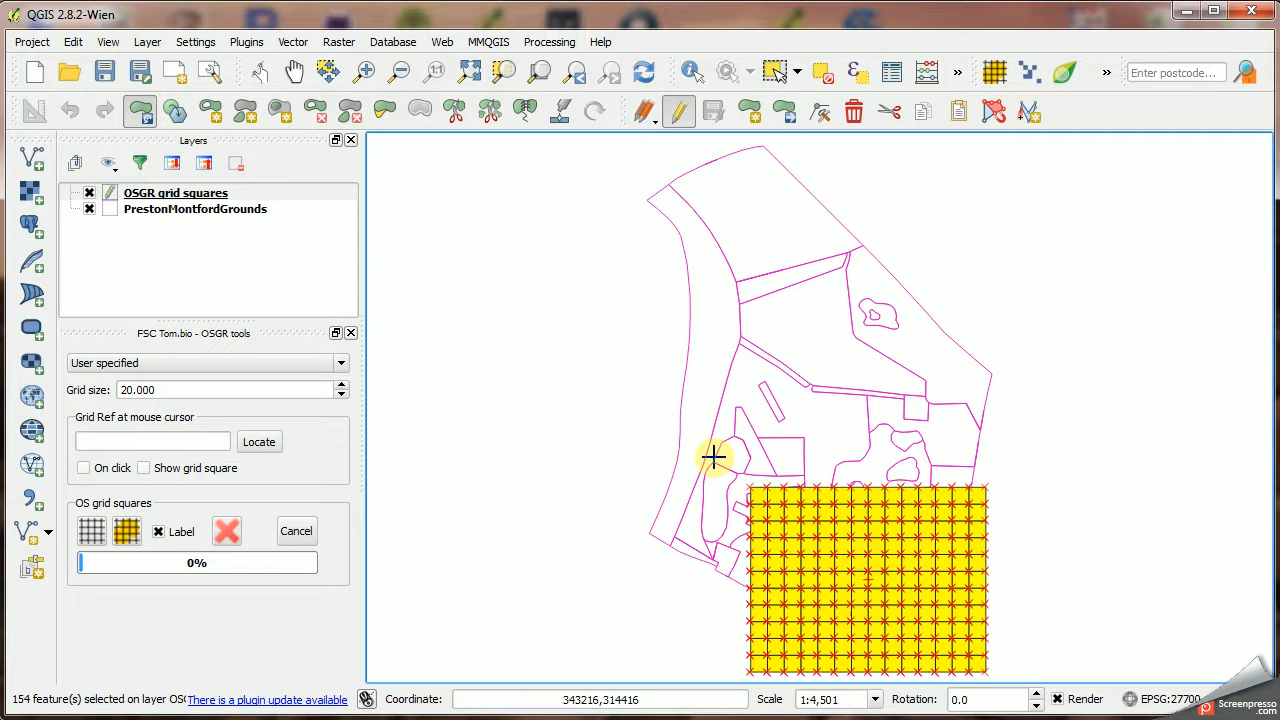 QGIS 2.8.2-Wien
Project Edit View Layer Settings Plugins Vector Raster Database Web MMQGIS Processing Help
Enter postcode...
Layers
OSGR grid squares
PrestonMontfordGrounds
FSC Tom.bio - OSGR tools
User specified
Grid size: 20.000
Grid Ref at mouse cursor
Locate
On click Show grid square
OS grid squares
Label Cancel
0%
154 feature(s) selected on layer OS( There is a plugin update available Coordinate: 343216,314416 Scale 1:4,501 Rotation: 0.0 Render EPSG:27700
Screenpresso
.com